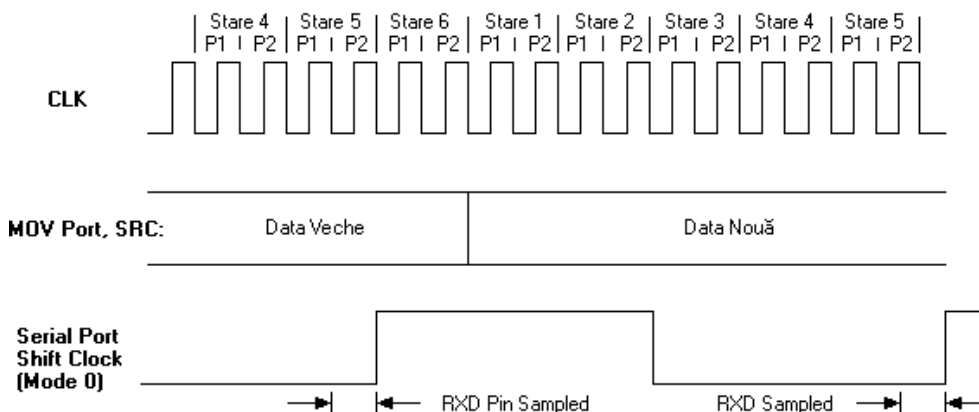 Stare 4 Stare 5 Stare 6 Stare 1 Stare 2 Stare 3 Stare 4 Stare 5
P1 P2 P1 P2 P1 P2 P1 P2 P1 P2 P1 P2 P1 P2 P1 P2
CLK
MOV Port, SRC: Data Veche Data Nouă
Serial Port
Shift Clock
(Mode 0)
RXD Pin Sampled RXD Sampled